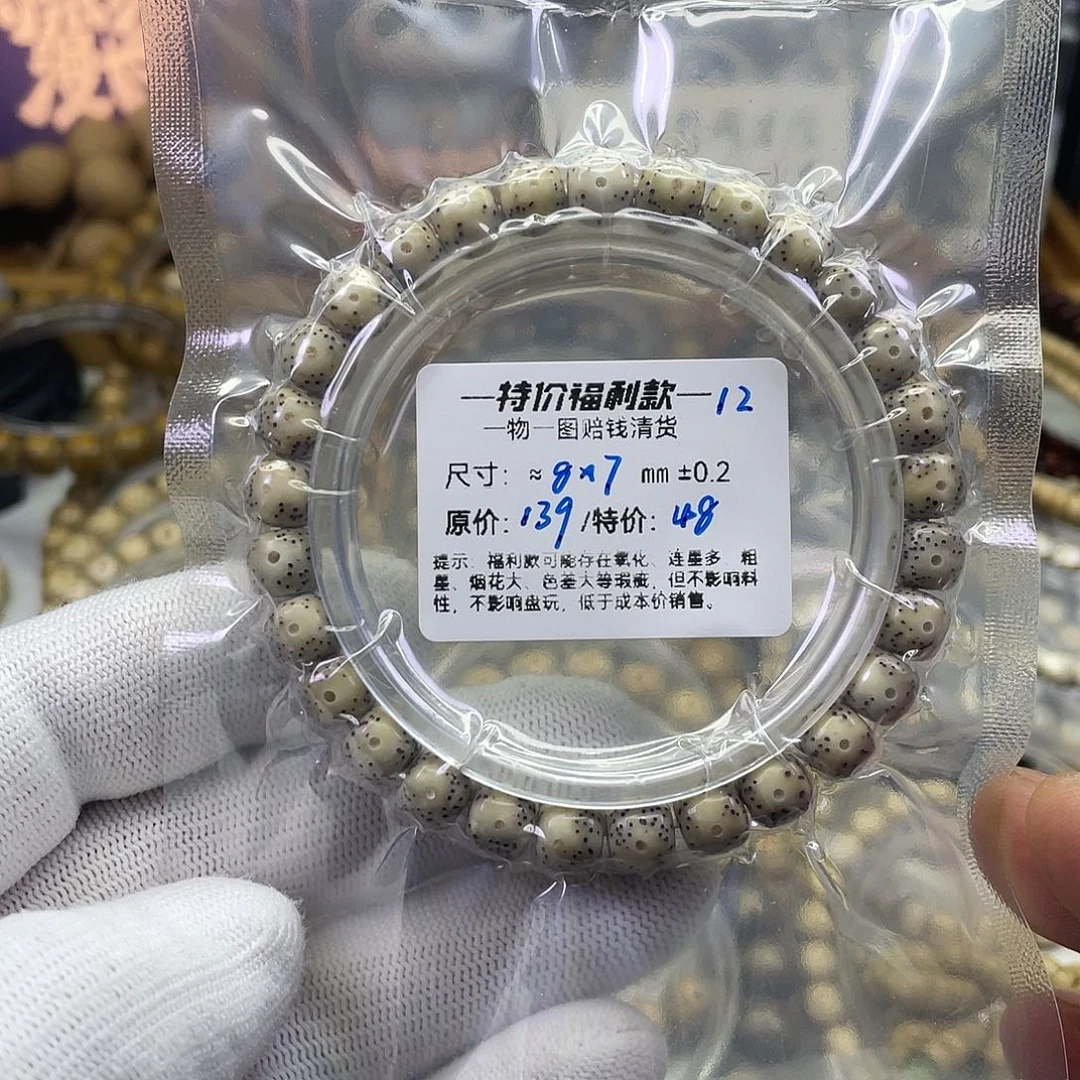 —特价福利款—12
一物一图赔钱清货
尺寸: ≈8×7 mm ±0.2
原价: 139 /特价: 48
提示: 福利款可能存在氧化、连星多、粗
星、烟花大、色差大等瑕疵, 但不影响料
性, 不影响盘玩, 低于成本价销售。